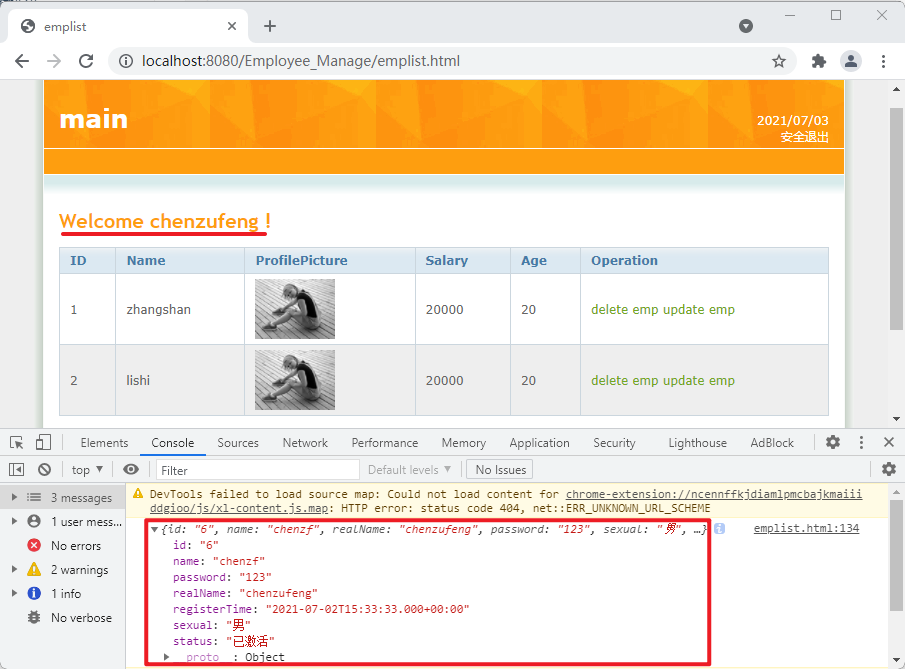 emplist
localhost:8080/Employee_Manage/emplist.html
main
2021/07/03
安全退出
Welcome chenzufeng !
ID Name ProfilePicture Salary Age Operation
1 zhangshan 20000 20 delete emp update emp
2 lishi 20000 20 delete emp update emp
Elements Console Sources Network Performance Memory Application Security Lighthouse AdBlock
top ▼ Filter Default levels ▼ No Issues
3 messages
1 user mess...
No errors
2 warnings
1 info
No verbose
DevTools failed to load source map: Could not load content for chrome-extension://ncennffkjdiamlpmcbajkmaiii
ddgioo/js/xl-content.js.map: HTTP error: status code 404, net::ERR_UNKNOWN_URL_SCHEME
▼{id: "6", name: "chenzf", realName: "chenzufeng", password: "123", sexual: "男", …} emplist.html:134
id: "6"
name: "chenzf"
password: "123"
realName: "chenzufeng"
registerTime: "2021-07-02T15:33:33.000+00:00"
sexual: "男"
status: "已激活"
▶ __proto__: Object